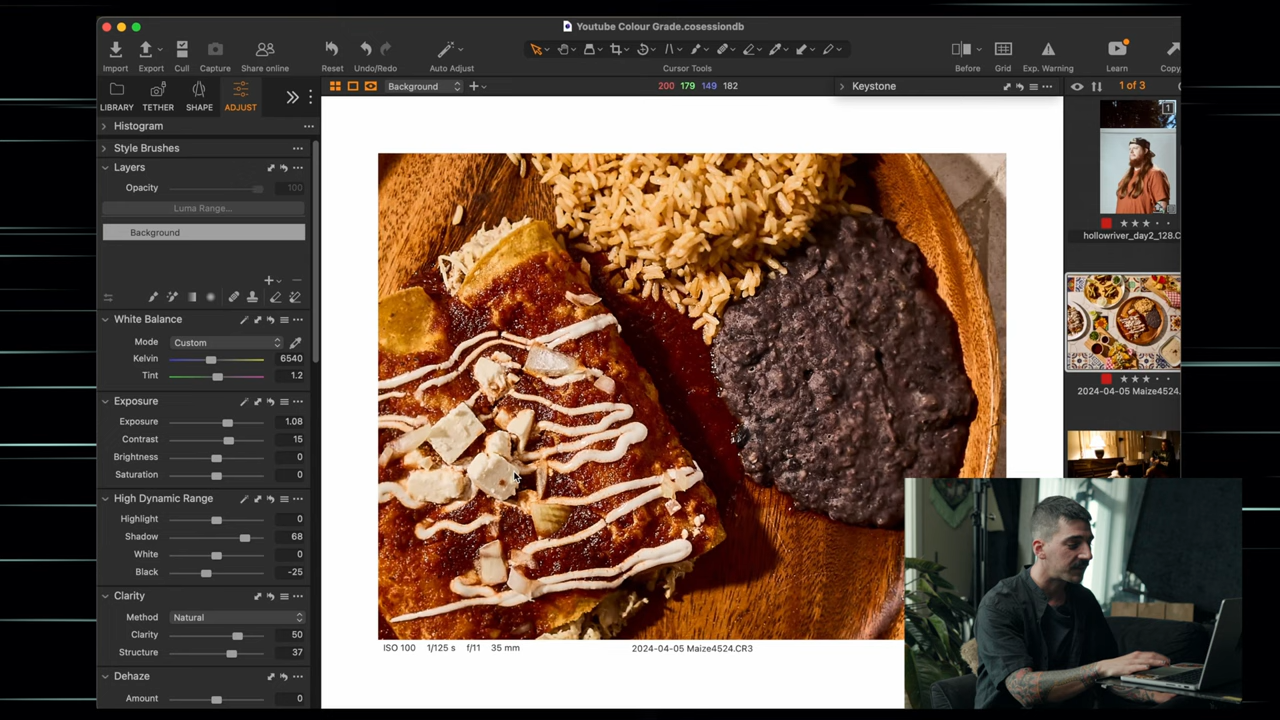 Youtube Colour Grade.cosessiondb
Import Export Cull Capture Share online Reset Undo/Redo Auto Adjust Cursor Tools Before Grid Exp. Warning Learn Copy
LIBRARY TETHER SHAPE ADJUST
Background
200 179 149 182
Keystone
1 of 3
Histogram
Style Brushes
Layers
Opacity 100
Luma Range...
Background
White Balance
Mode Custom
Kelvin 6540
Tint 1.2
Exposure
Exposure 1.08
Contrast 15
Brightness 0
Saturation 0
High Dynamic Range
Highlight 0
Shadow 68
White 0
Black -25
Clarity
Method Natural
Clarity 50
Structure 37
Dehaze
Amount 0
ISO 100 1/125 s f/11 35 mm
2024-04-05 Maize4524.CR3
1
hollowriver_day2_128.C
2024-04-05 Maize4524.